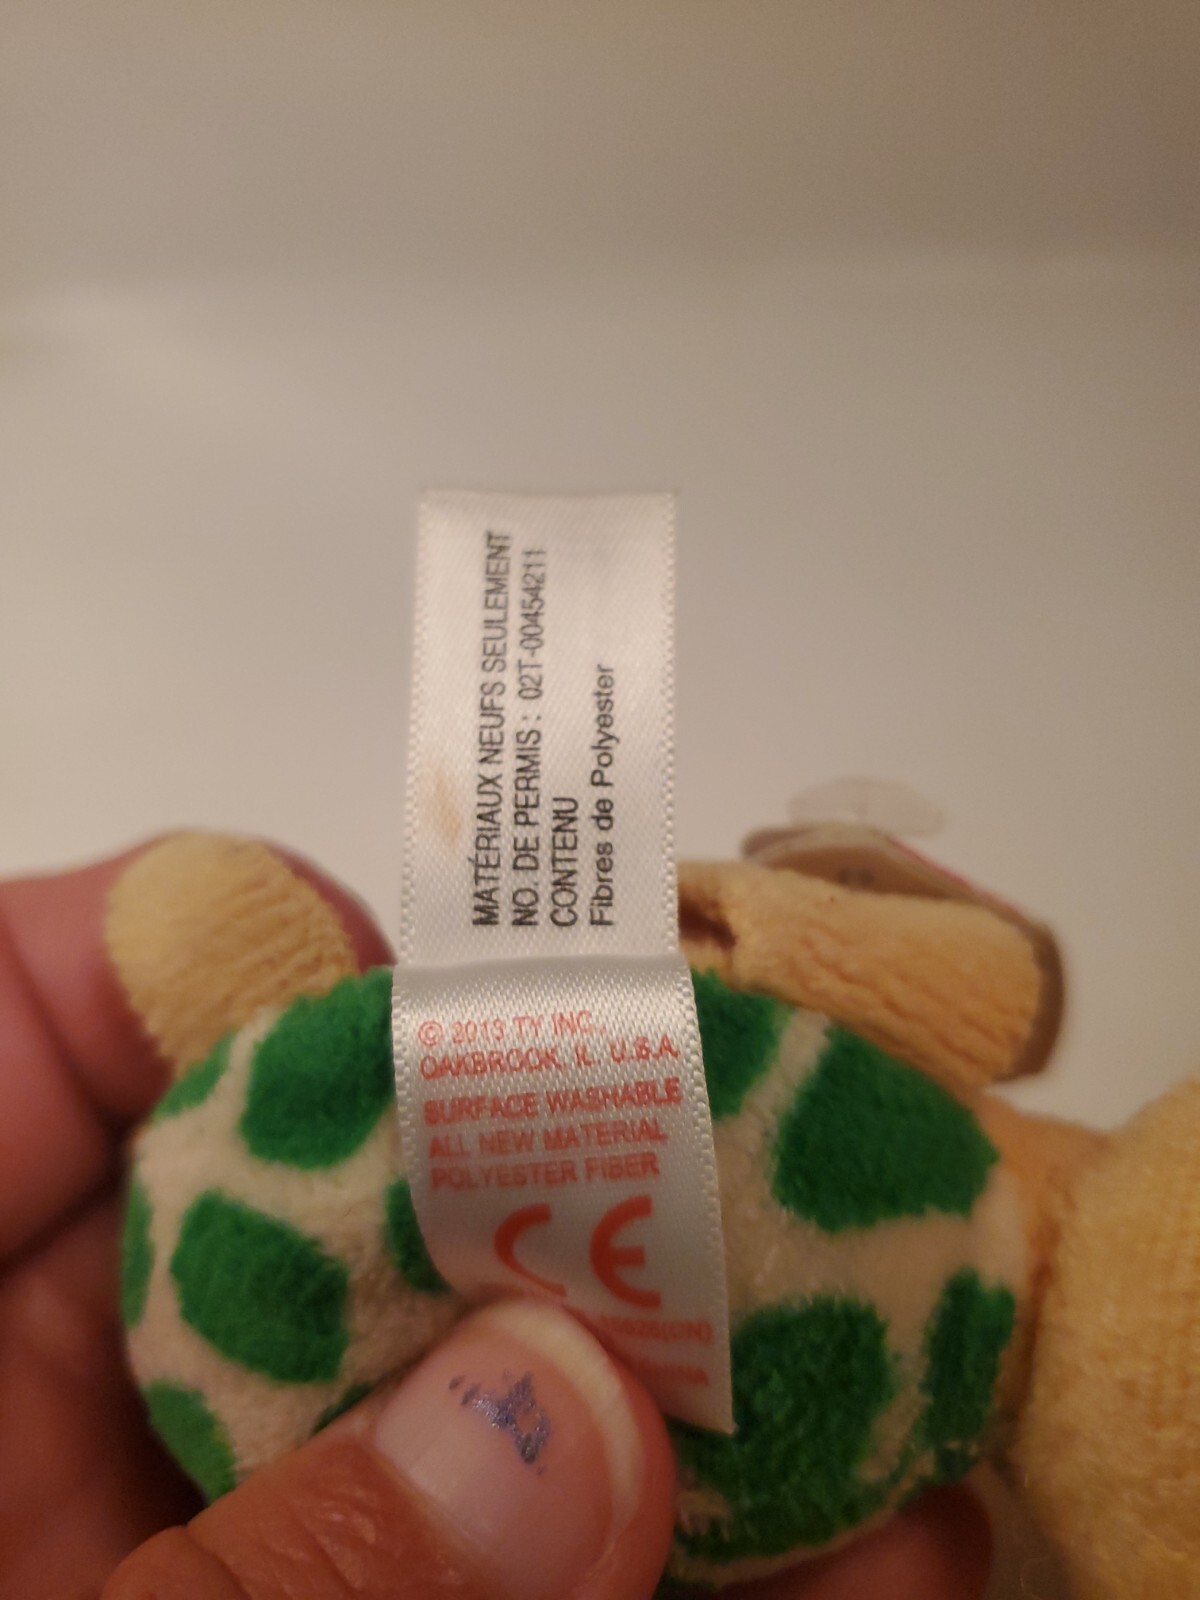 MATÉRIAUX NEUFS SEULEMENT
NO. DE PERMIS : 02T-00454211
CONTENU
Fibres de Polyester
© 2013 TY INC.,
OAKBROOK, IL. U.S.A.
SURFACE WASHABLE
ALL NEW MATERIAL
POLYESTER FIBER
CE